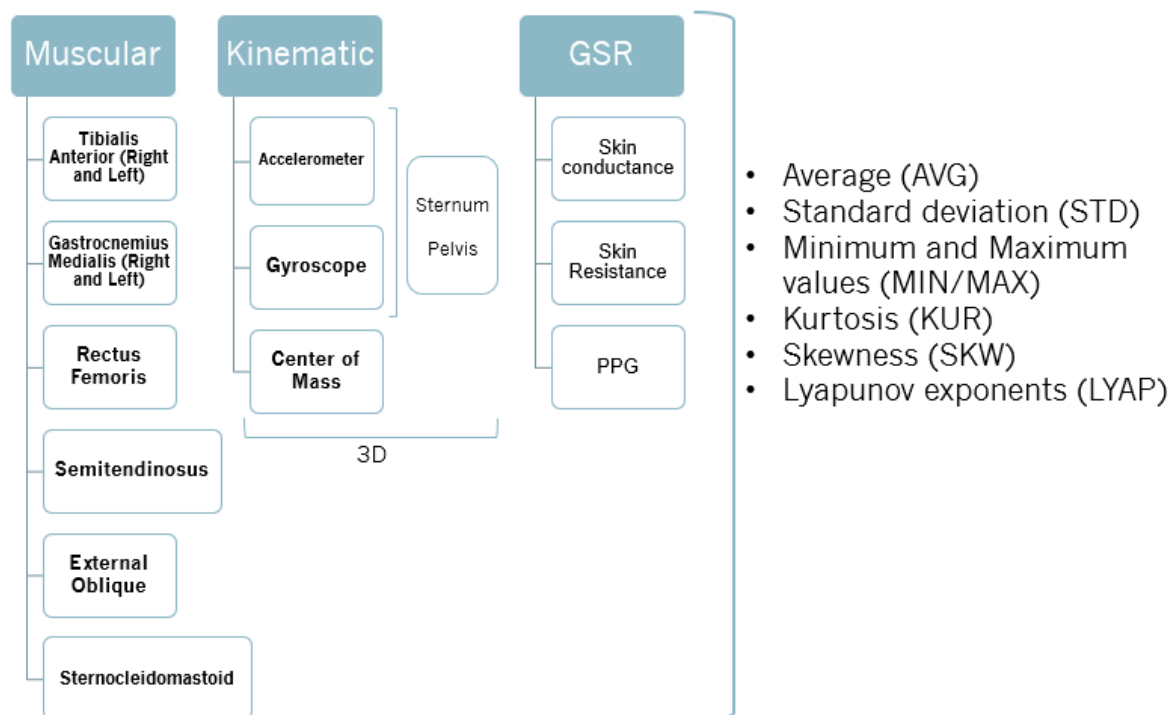 Muscular
Tibialis
Anterior (Right
and Left)
Gastrocnemius
Medialis (Right
and Left)
Rectus
Femoris
Semitendinosus
External
Oblique
Sternocleidomastoid
Kinematic
Accelerometer
Gyroscope
Center of
Mass
Sternum
Pelvis
3D
GSR
Skin
conductance
Skin
Resistance
PPG
• Average (AVG)
• Standard deviation (STD)
• Minimum and Maximum
values (MIN/MAX)
• Kurtosis (KUR)
• Skewness (SKW)
• Lyapunov exponents (LYAP)